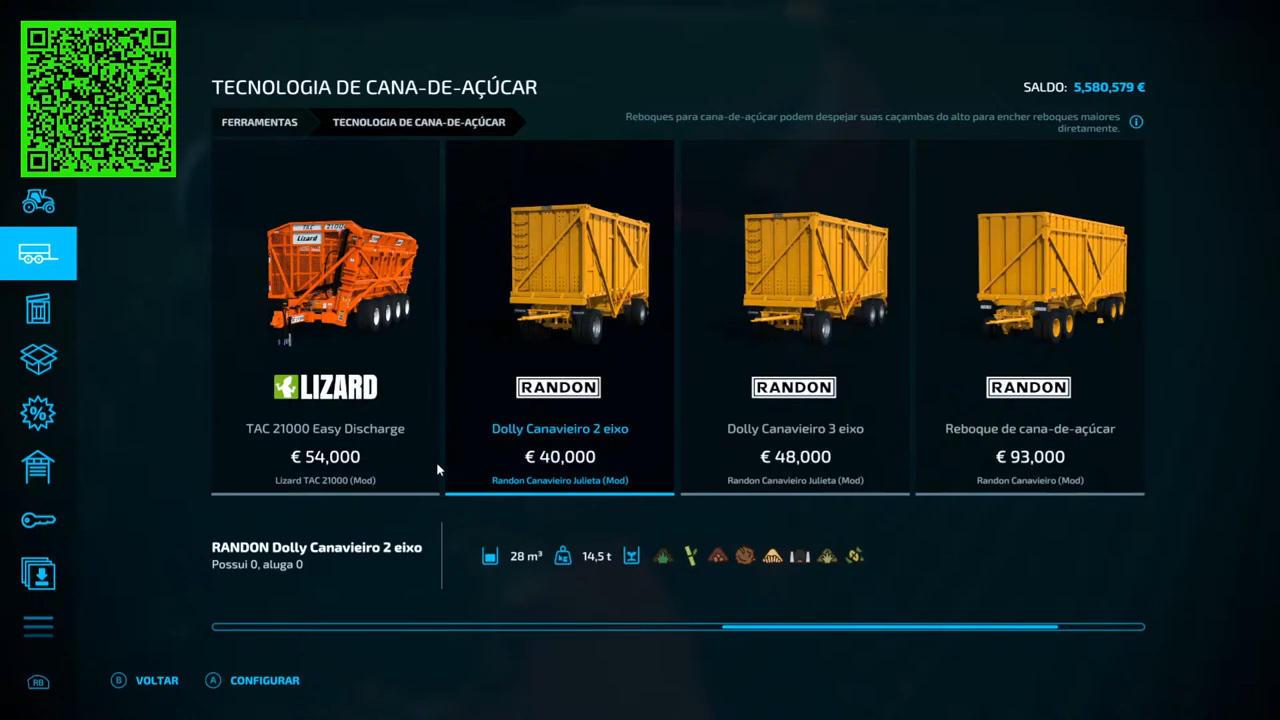 TECNOLOGIA DE CANA-DE-AÇÚCAR
SALDO: 5,580,579 €
FERRAMENTAS
TECNOLOGIA DE CANA-DE-AÇÚCAR
Reboques para cana-de-açúcar podem despejar suas caçambas do alto para encher reboques maiores
diretamente.
LIZARD
TAC 21000 Easy Discharge
€ 54,000
Lizard TAC 21000 (Mod)
RANDON
Dolly Canavieiro 2 eixo
€ 40,000
Randon Canavieiro Julieta (Mod)
RANDON
Dolly Canavieiro 3 eixo
€ 48,000
Randon Canavieiro Julieta (Mod)
RANDON
Reboque de cana-de-açúcar
€ 93,000
Randon Canavieiro (Mod)
RANDON Dolly Canavieiro 2 eixo
Possui 0, aluga 0
28 m³
kg
14,5 t
RB
B VOLTAR
A CONFIGURAR